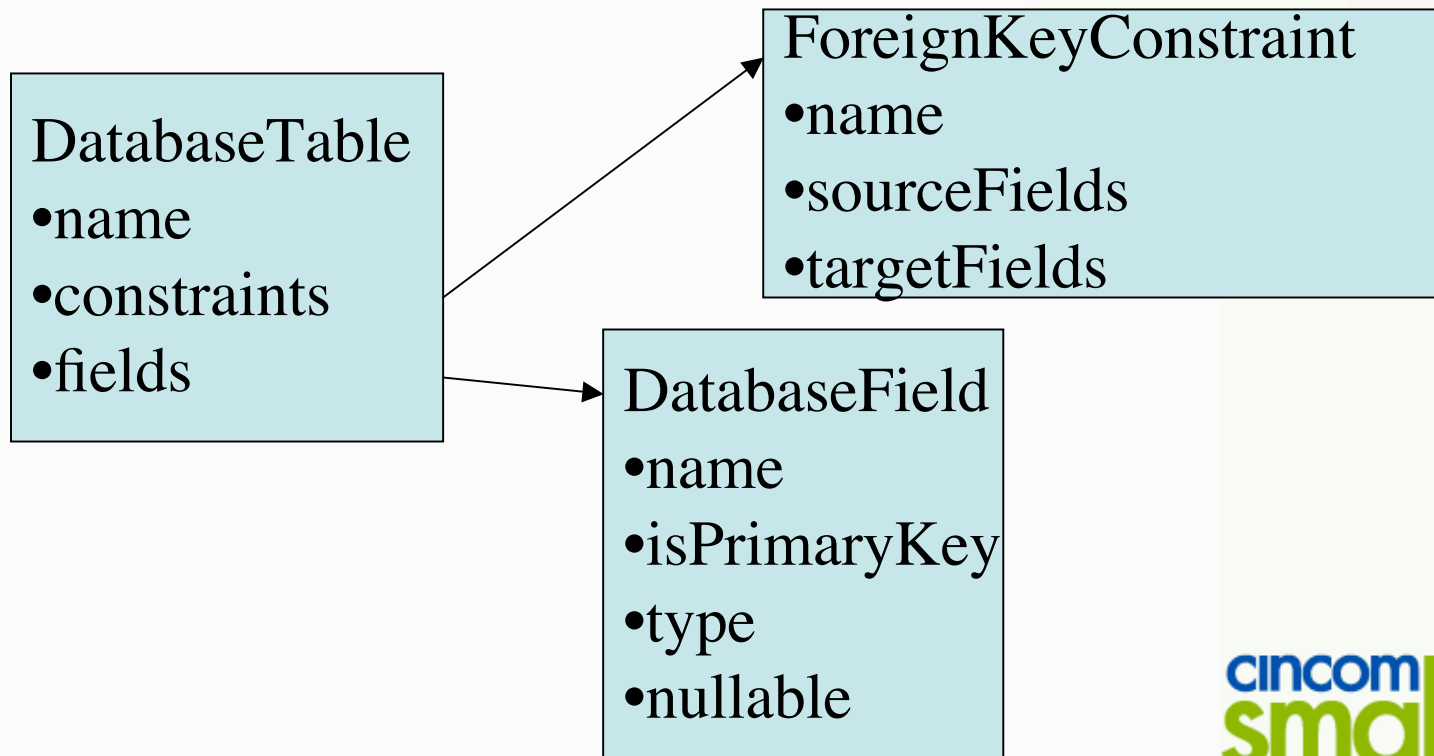 DatabaseTable
•name
•constraints
•fields
ForeignKeyConstraint
•name
•sourceFields
•targetFields
DatabaseField
•name
•isPrimaryKey
•type
•nullable
cincom